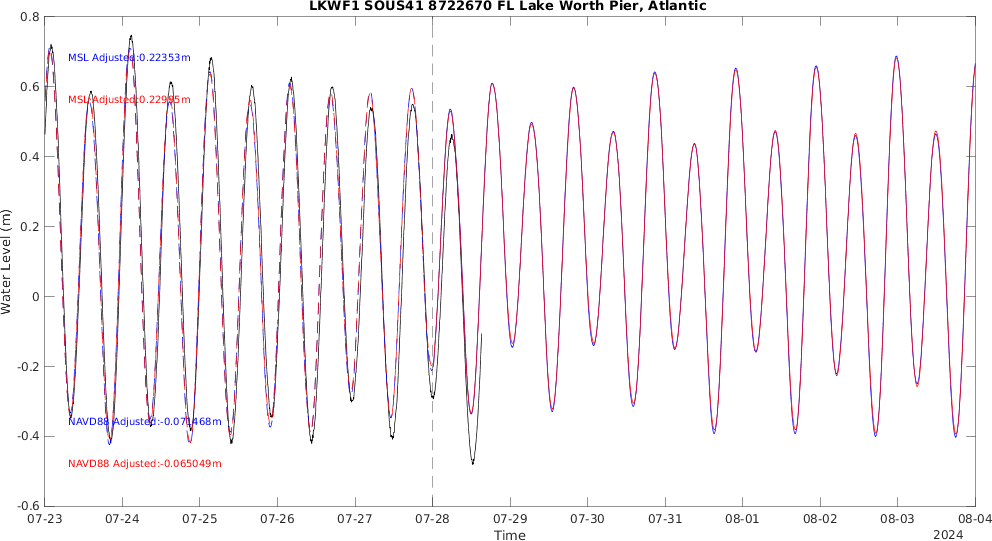 LKWF1 SOUS41 8722670 FL Lake Worth Pier, Atlantic
0.8
0.6
0.4
0.2
0
-0.2
-0.4
-0.6
Water Level (m)
MSL Adjusted:0.22353m
MSL Adjusted:0.22995m
NAVD88 Adjusted:-0.071468m
NAVD88 Adjusted:-0.065049m
07-23 07-24 07-25 07-26 07-27 07-28 07-29 07-30 07-31 08-01 08-02 08-03 08-04
Time
2024